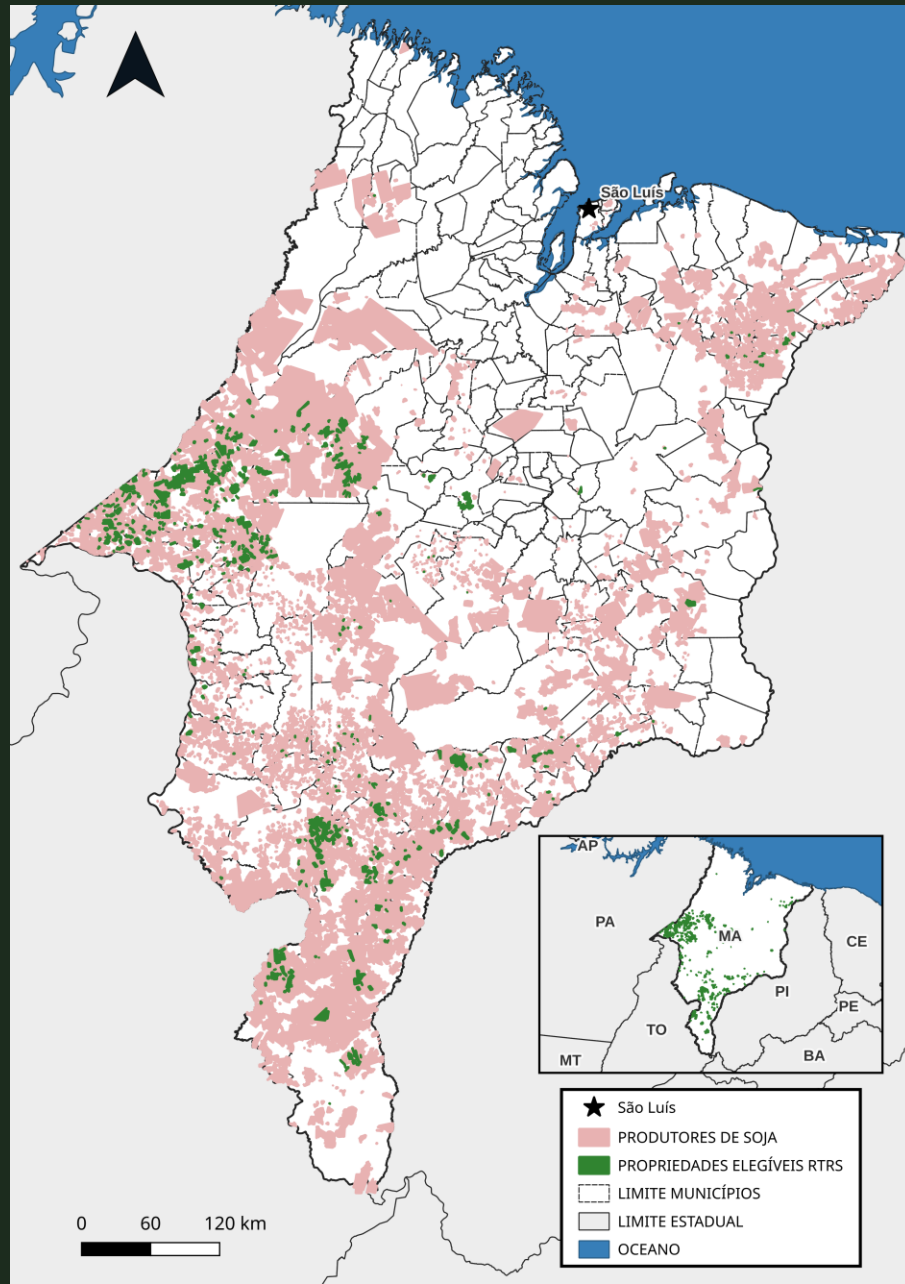 São Luís
AP
PA
MA
CE
PI
PE
TO
BA
MT
São Luís
PRODUTORES DE SOJA
PROPRIEDADES ELEGÍVEIS RTRS
LIMITE MUNICÍPIOS
LIMITE ESTADUAL
OCEANO
0 60 120 km